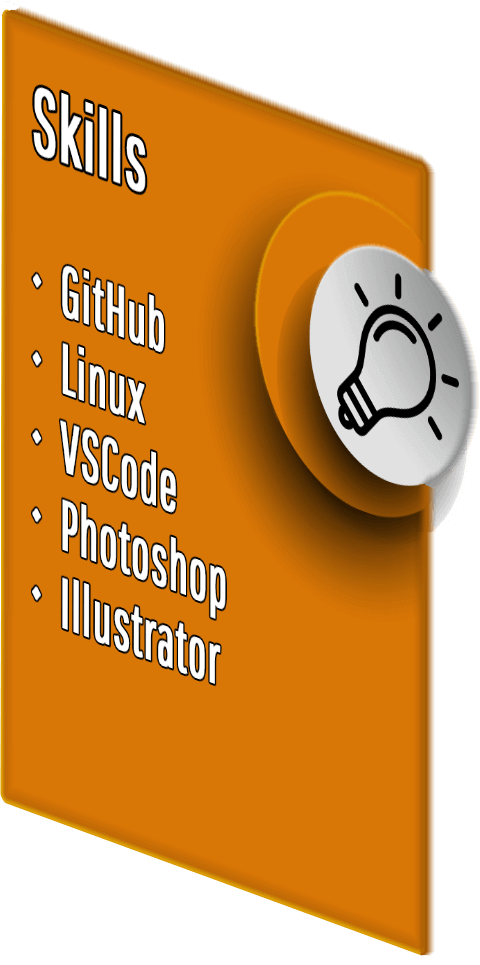 Skills
• GitHub
• Linux
• VSCode
• Photoshop
• Illustrator